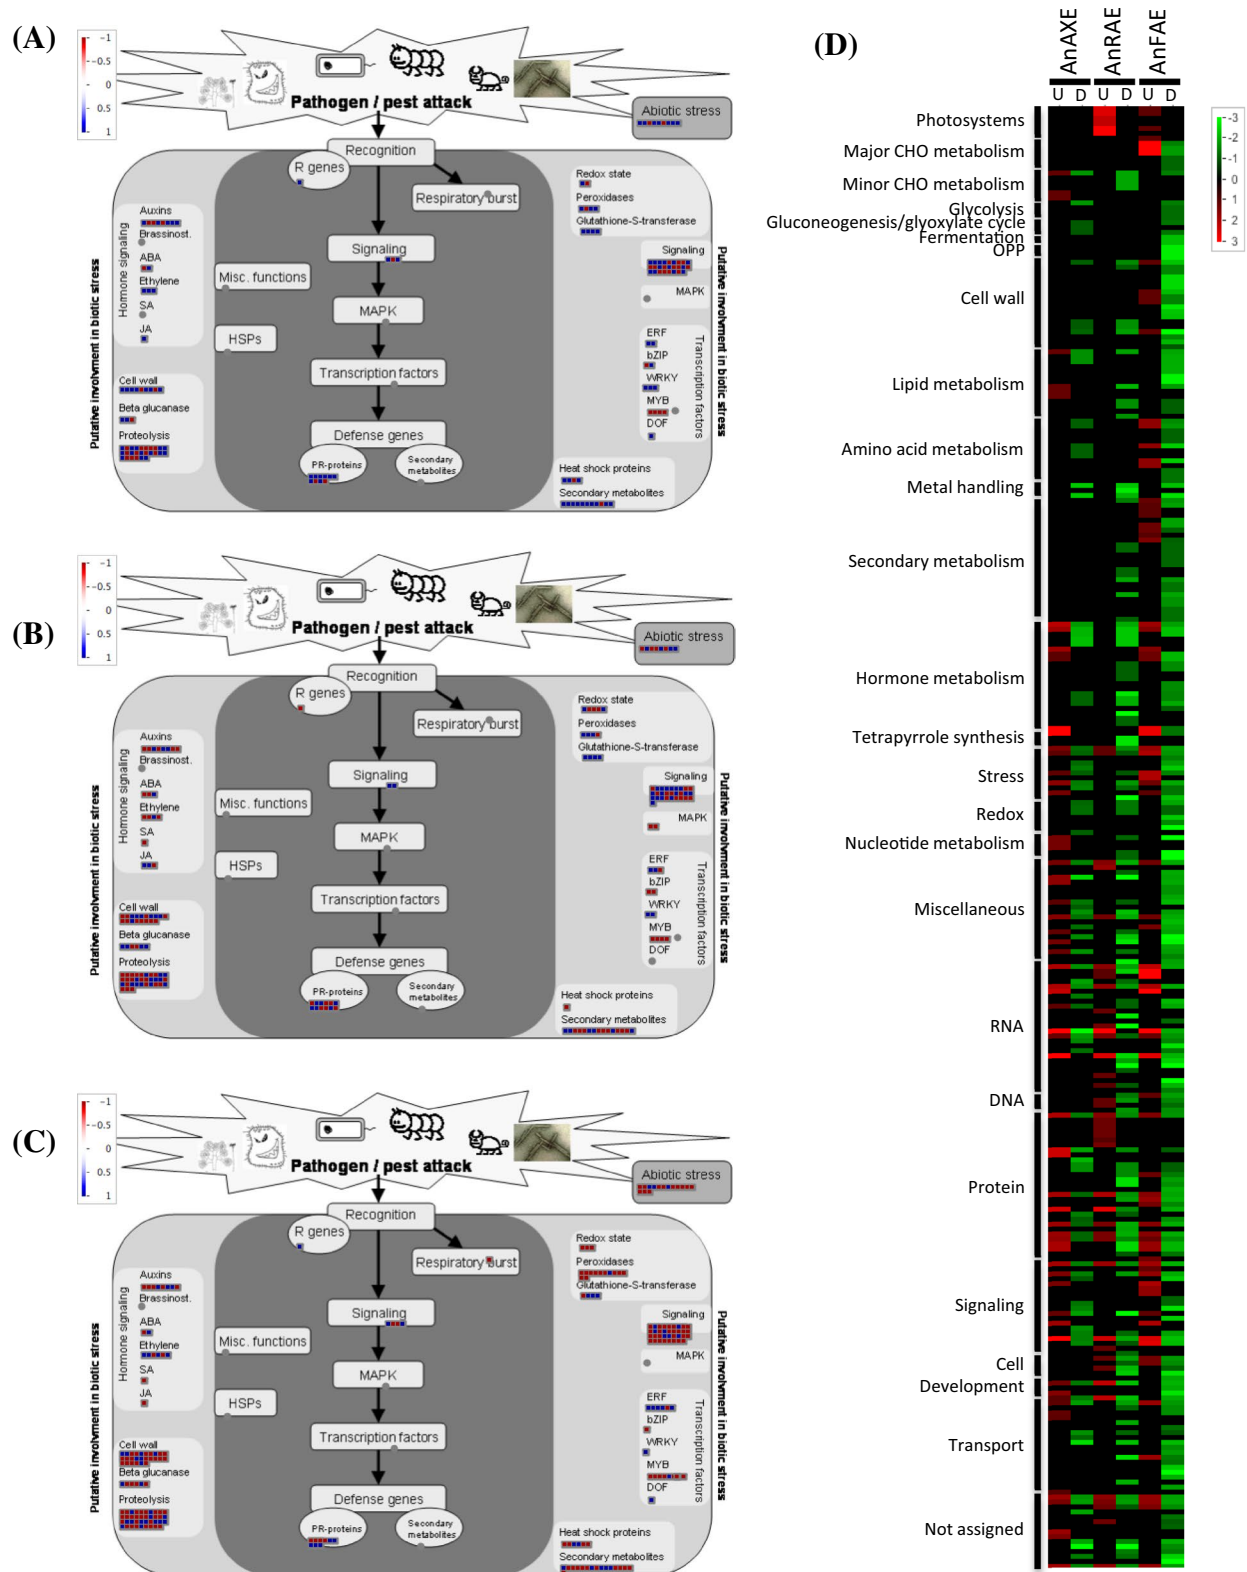 (A)
-1
-0.5
0
0.5
1
Pathogen / pest attack
Abiotic stress
Recognition
R genes
Respiratory burst
Signaling
Misc. functions
MAPK
HSPs
Transcription factors
Defense genes
PR-proteins
Secondary
metabolites
Putative involvment in biotic stress
Hormone signaling
Auxins
Brassinost.
ABA
Ethylene
SA
JA
Cell wall
Beta glucanase
Proteolysis
Redox state
Peroxidases
Glutathione-S-transferase
Signaling
MAPK
ERF
bZIP
WRKY
MYB
DOF
Transcription factors
Putative involvment in biotic stress
Heat shock proteins
Secondary metabolites
(B)
-1
-0.5
0
0.5
1
Pathogen / pest attack
Abiotic stress
Recognition
R genes
Respiratory burst
Signaling
Misc. functions
MAPK
HSPs
Transcription factors
Defense genes
PR-proteins
Secondary
metabolites
Putative involvment in biotic stress
Hormone signaling
Auxins
Brassinost.
ABA
Ethylene
SA
JA
Cell wall
Beta glucanase
Proteolysis
Redox state
Peroxidases
Glutathione-S-transferase
Signaling
MAPK
ERF
bZIP
WRKY
MYB
DOF
Transcription factors
Putative involvment in biotic stress
Heat shock proteins
Secondary metabolites
(C)
-1
-0.5
0
0.5
1
Pathogen / pest attack
Abiotic stress
Recognition
R genes
Respiratory burst
Signaling
Misc. functions
MAPK
HSPs
Transcription factors
Defense genes
PR-proteins
Secondary
metabolites
Putative involvment in biotic stress
Hormone signaling
Auxins
Brassinost.
ABA
Ethylene
SA
JA
Cell wall
Beta glucanase
Proteolysis
Redox state
Peroxidases
Glutathione-S-transferase
Signaling
MAPK
ERF
bZIP
WRKY
MYB
DOF
Transcription factors
Putative involvment in biotic stress
Heat shock proteins
Secondary metabolites
(D)
AnAXE
AnRAE
AnFAE
U D U D U D
-3
-2
-1
0
1
2
3
Photosystems
Major CHO metabolism
Minor CHO metabolism
Glycolysis
Gluconeogenesis/glyoxylate cycle
Fermentation
OPP
Cell wall
Lipid metabolism
Amino acid metabolism
Metal handling
Secondary metabolism
Hormone metabolism
Tetrapyrrole synthesis
Stress
Redox
Nucleotide metabolism
Miscellaneous
RNA
DNA
Protein
Signaling
Cell
Development
Transport
Not assigned